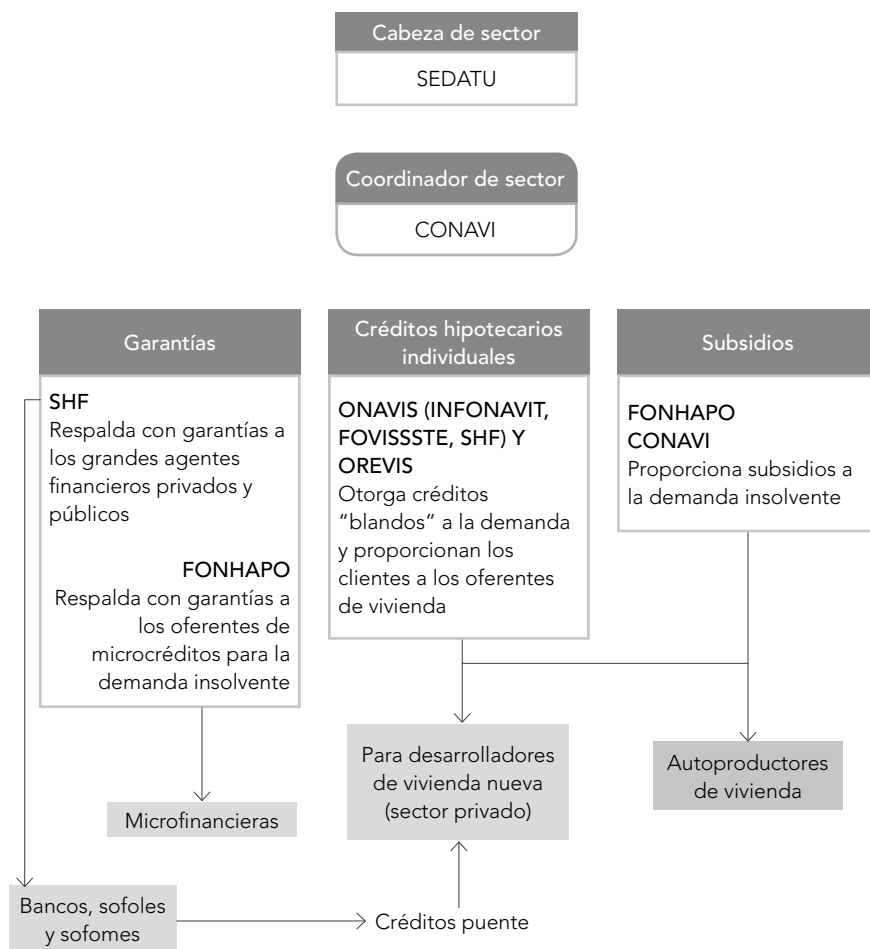 Cabeza de sector
SEDATU
Coordinador de sector
CONAVI
Garantías
SHF
Respalda con garantías a
los grandes agentes
financieros privados y
públicos
FONHAPO
Respalda con garantías a
los oferentes de
microcréditos para la
demanda insolvente
Créditos hipotecarios
individuales
ONAVIS (INFONAVIT,
FOVISSSTE, SHF) Y
OREVIS
Otorga créditos
“blandos” a la demanda
y proporcionan los
clientes a los oferentes
de vivienda
Subsidios
FONHAPO
CONAVI
Proporciona subsidios a
la demanda insolvente
Microfinancieras
Para desarrolladores
de vivienda nueva
(sector privado)
Autoproductores
de vivienda
Bancos, sofoles
y sofomes
Créditos puente